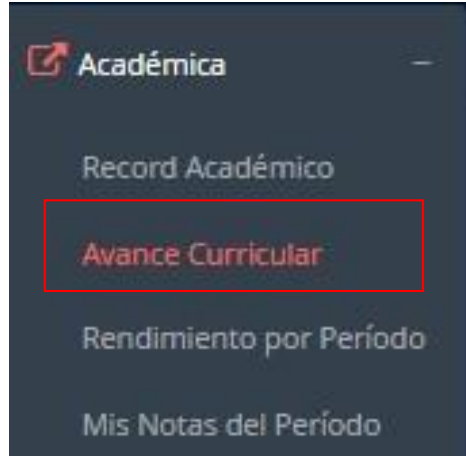 Académica
Record Académico
Avance Curricular
Rendimiento por Período
Mis Notas del Período